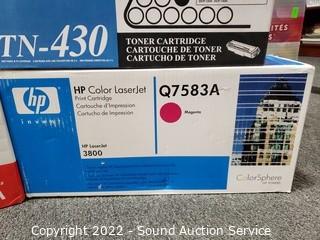 TN-430
TONER CARTRIDGE
CARTOUCHE DE TONER
CARTUCHO DE TONER
hp
invent
HP Color LaserJet
Print Cartridge
Cartouche d'Impression
Cartucho de Impresión
HP LaserJet
3800
Q7583A
Magenta
ColorSphere
Copyright 2022 - Sound Auction Service